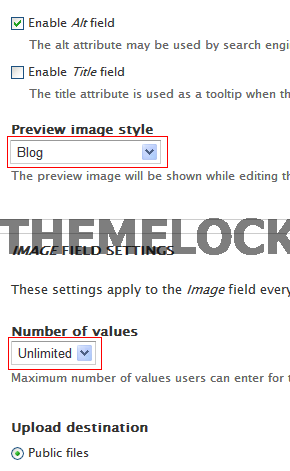 Enable Alt field
The alt attribute may be used by search engi
Enable Title field
The title attribute is used as a tooltip when th
Preview image style
Blog
The preview image will be shown while editing th
THEMELOCK
IMAGE FIELD SETTINGS
These settings apply to the Image field every
Number of values
Unlimited
Maximum number of values users can enter for t
Upload destination
Public files